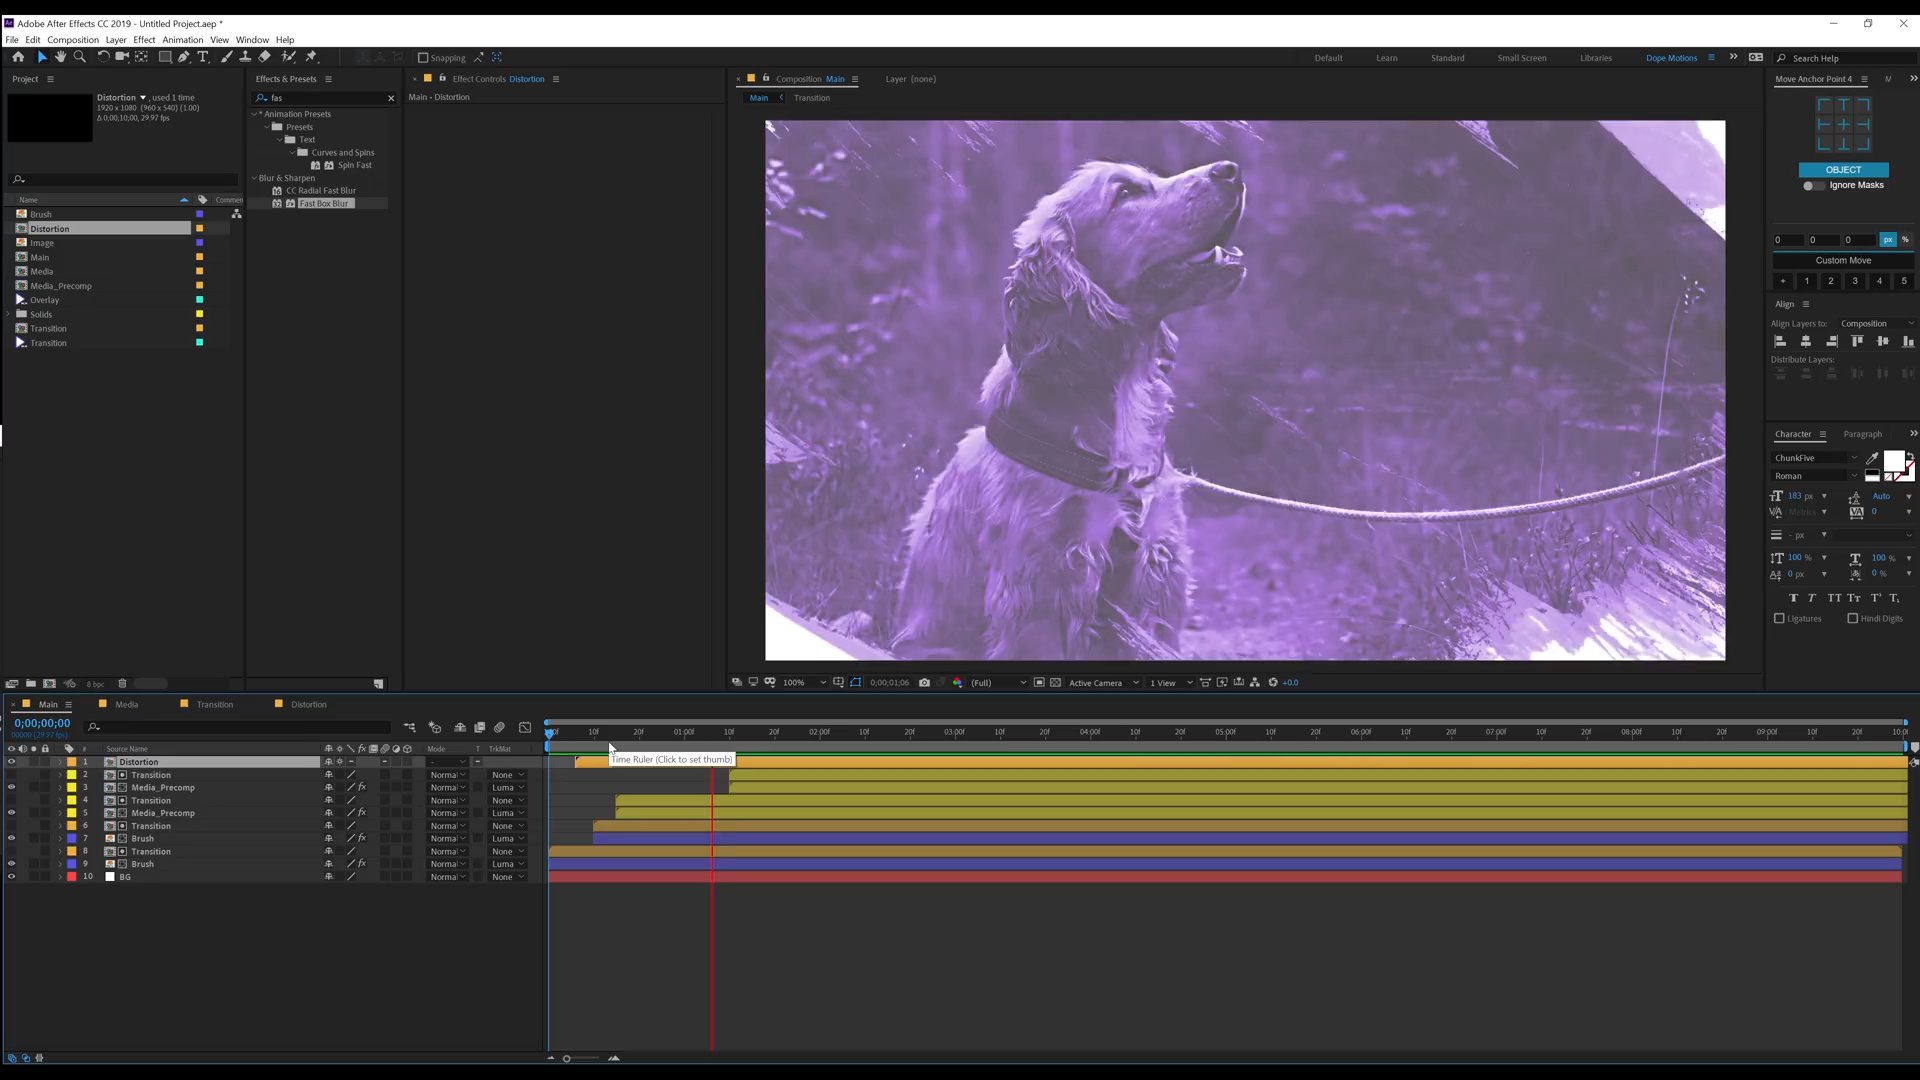 Adobe After Effects CC 2019 - Untitled Project.aep *
File Edit Composition Layer Effect Animation View Window Help
Snapping
Default Learn Standard Small Screen Libraries Dope Motions Search Help
Project
Distortion , used 1 time
1920 x 1080 (960 x 540) (1.00)
Δ 0;00;10;00, 29.97 fps
Name Commen
Brush
Distortion
Image
Main
Media
Media_Precomp
Overlay
Solids
Transition
Transition
8 bpc
Effects & Presets
fas
* Animation Presets
Presets
Text
Curves and Spins
Spin Fast
Blur & Sharpen
CC Radial Fast Blur
Fast Box Blur
Effect Controls Distortion
Main • Distortion
Composition Main
Layer (none)
Main Transition
100% 0;00;01;06 (Full) Active Camera 1 View +0.0
Move Anchor Point 4 M
OBJECT
Ignore Masks
0 0 0 px %
Custom Move
+ 1 2 3 4 5
Align
Align Layers to: Composition
Distribute Layers:
Character Paragraph
ChunkFive
Roman
183 px Auto
Metrics 0
- px
100 % 100 %
0 px 0 %
Ligatures Hindi Digits
Main Media Transition Distortion
0;00;00;00
00000 (29.97 fps)
# Source Name Mode T TrkMat
10f 20f 01:00f 10f 20f 02:00f 10f 20f 03:00f 10f 20f 04:00f 10f 20f 05:00f 10f 20f 06:00f 10f 20f 07:00f 10f 20f 08:00f 10f 20f 09:00f 10f 20f 10:0
Time Ruler (Click to set thumb)
1 Distortion -
2 Transition Normal None
3 Media_Precomp Normal Luma
4 Transition Normal None
5 Media_Precomp Normal Luma
6 Transition Normal None
7 Brush Normal Luma
8 Transition Normal None
9 Brush Normal Luma
10 BG Normal None